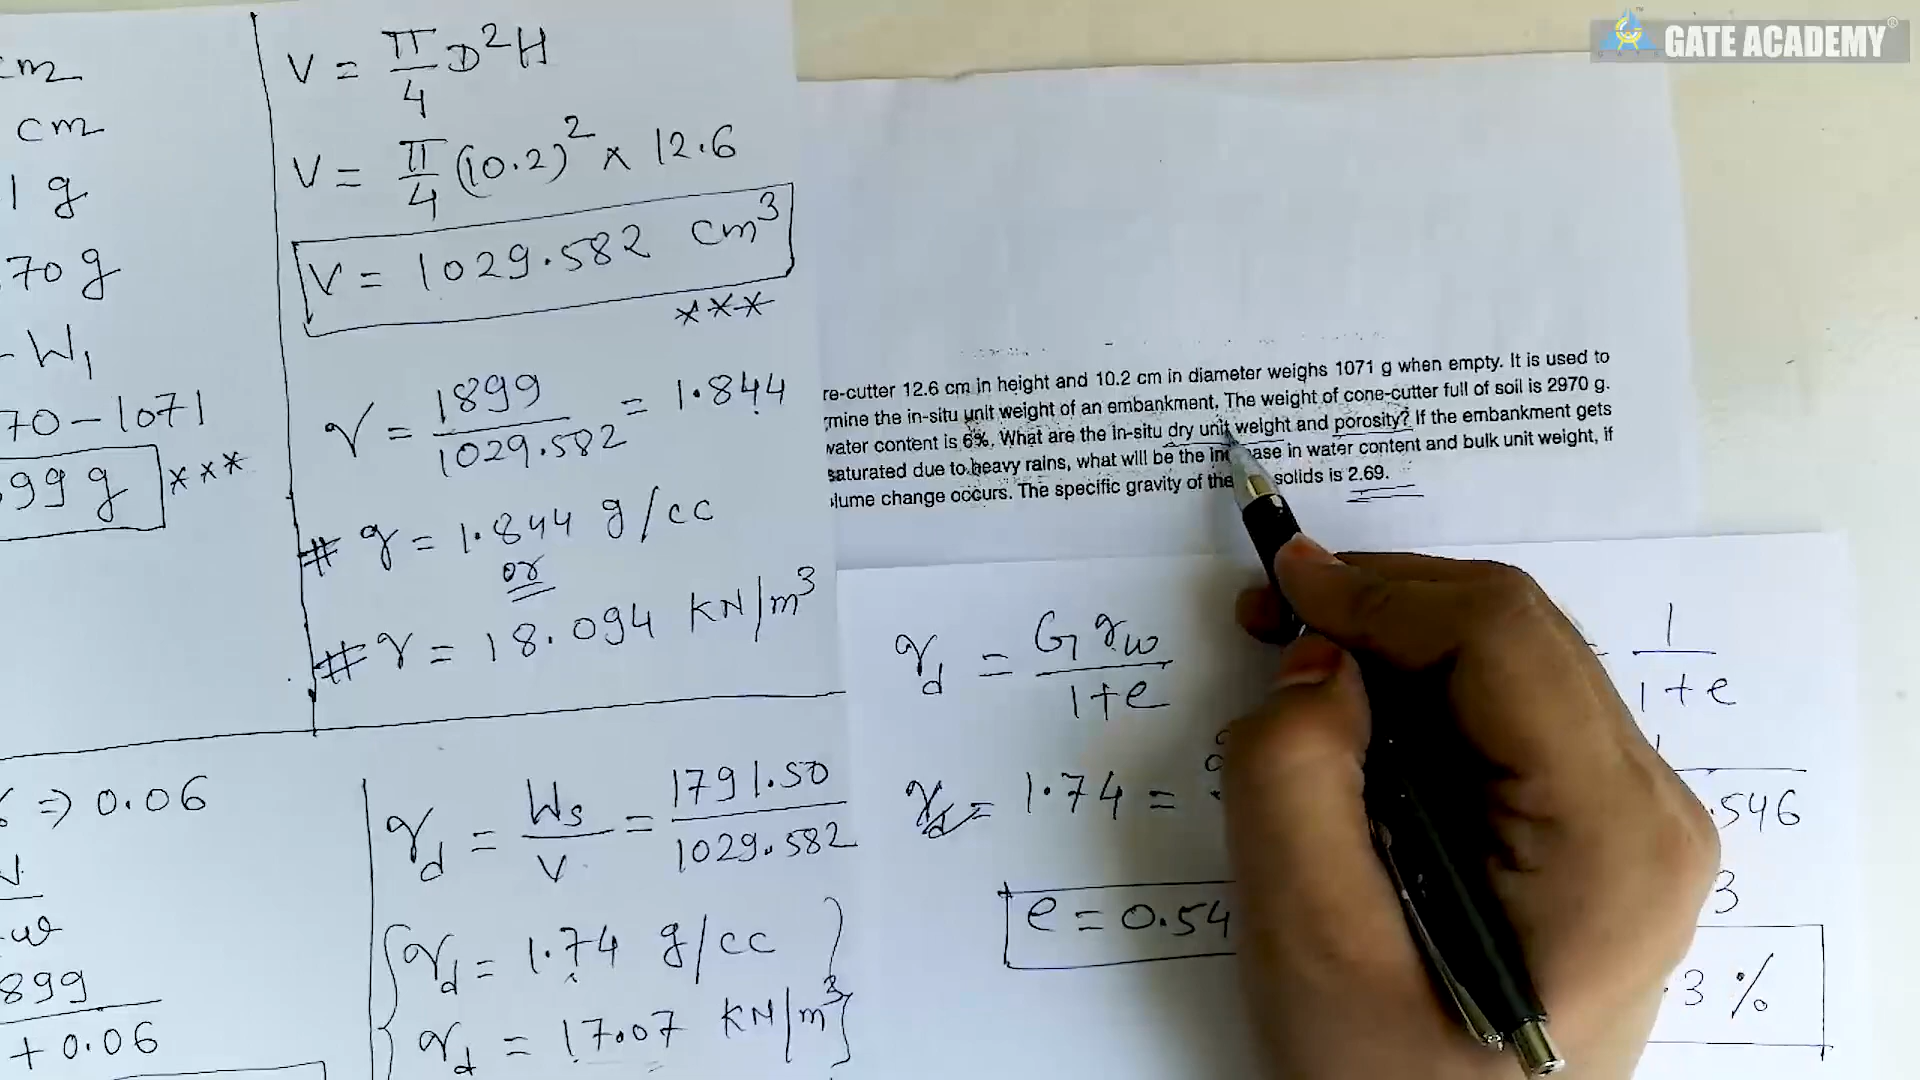 GATE ACADEMY
cm
cm
1 g
70 g
- W₁
70 - 1071
99 g ***
V = π/4 D²H
V = π/4 (10.2)² × 12.6
V = 1029.582 cm³
***
γ = 1899/1029.582 = 1.844
# γ = 1.844 g/cc
or
# γ = 18.094 KN/m³
re-cutter 12.6 cm in height and 10.2 cm in diameter weighs 1071 g when empty. It is used to
rmine the in-situ unit weight of an embankment. The weight of cone-cutter full of soil is 2970 g.
water content is 6%. What are the in-situ dry unit weight and porosity? If the embankment gets
saturated due to heavy rains, what will be the in ase in water content and bulk unit weight, if
lume change occurs. The specific gravity of the solids is 2.69.
=> 0.06
w
899
+ 0.06
γd = Ws/V = 1791.50/1029.582
γd = 1.74 g/cc
γd = 17.07 KN/m³
γd = Gγw/1+e
γd = 1.74 =
e = 0.54
= 1/1+e
.546
3
.3 %